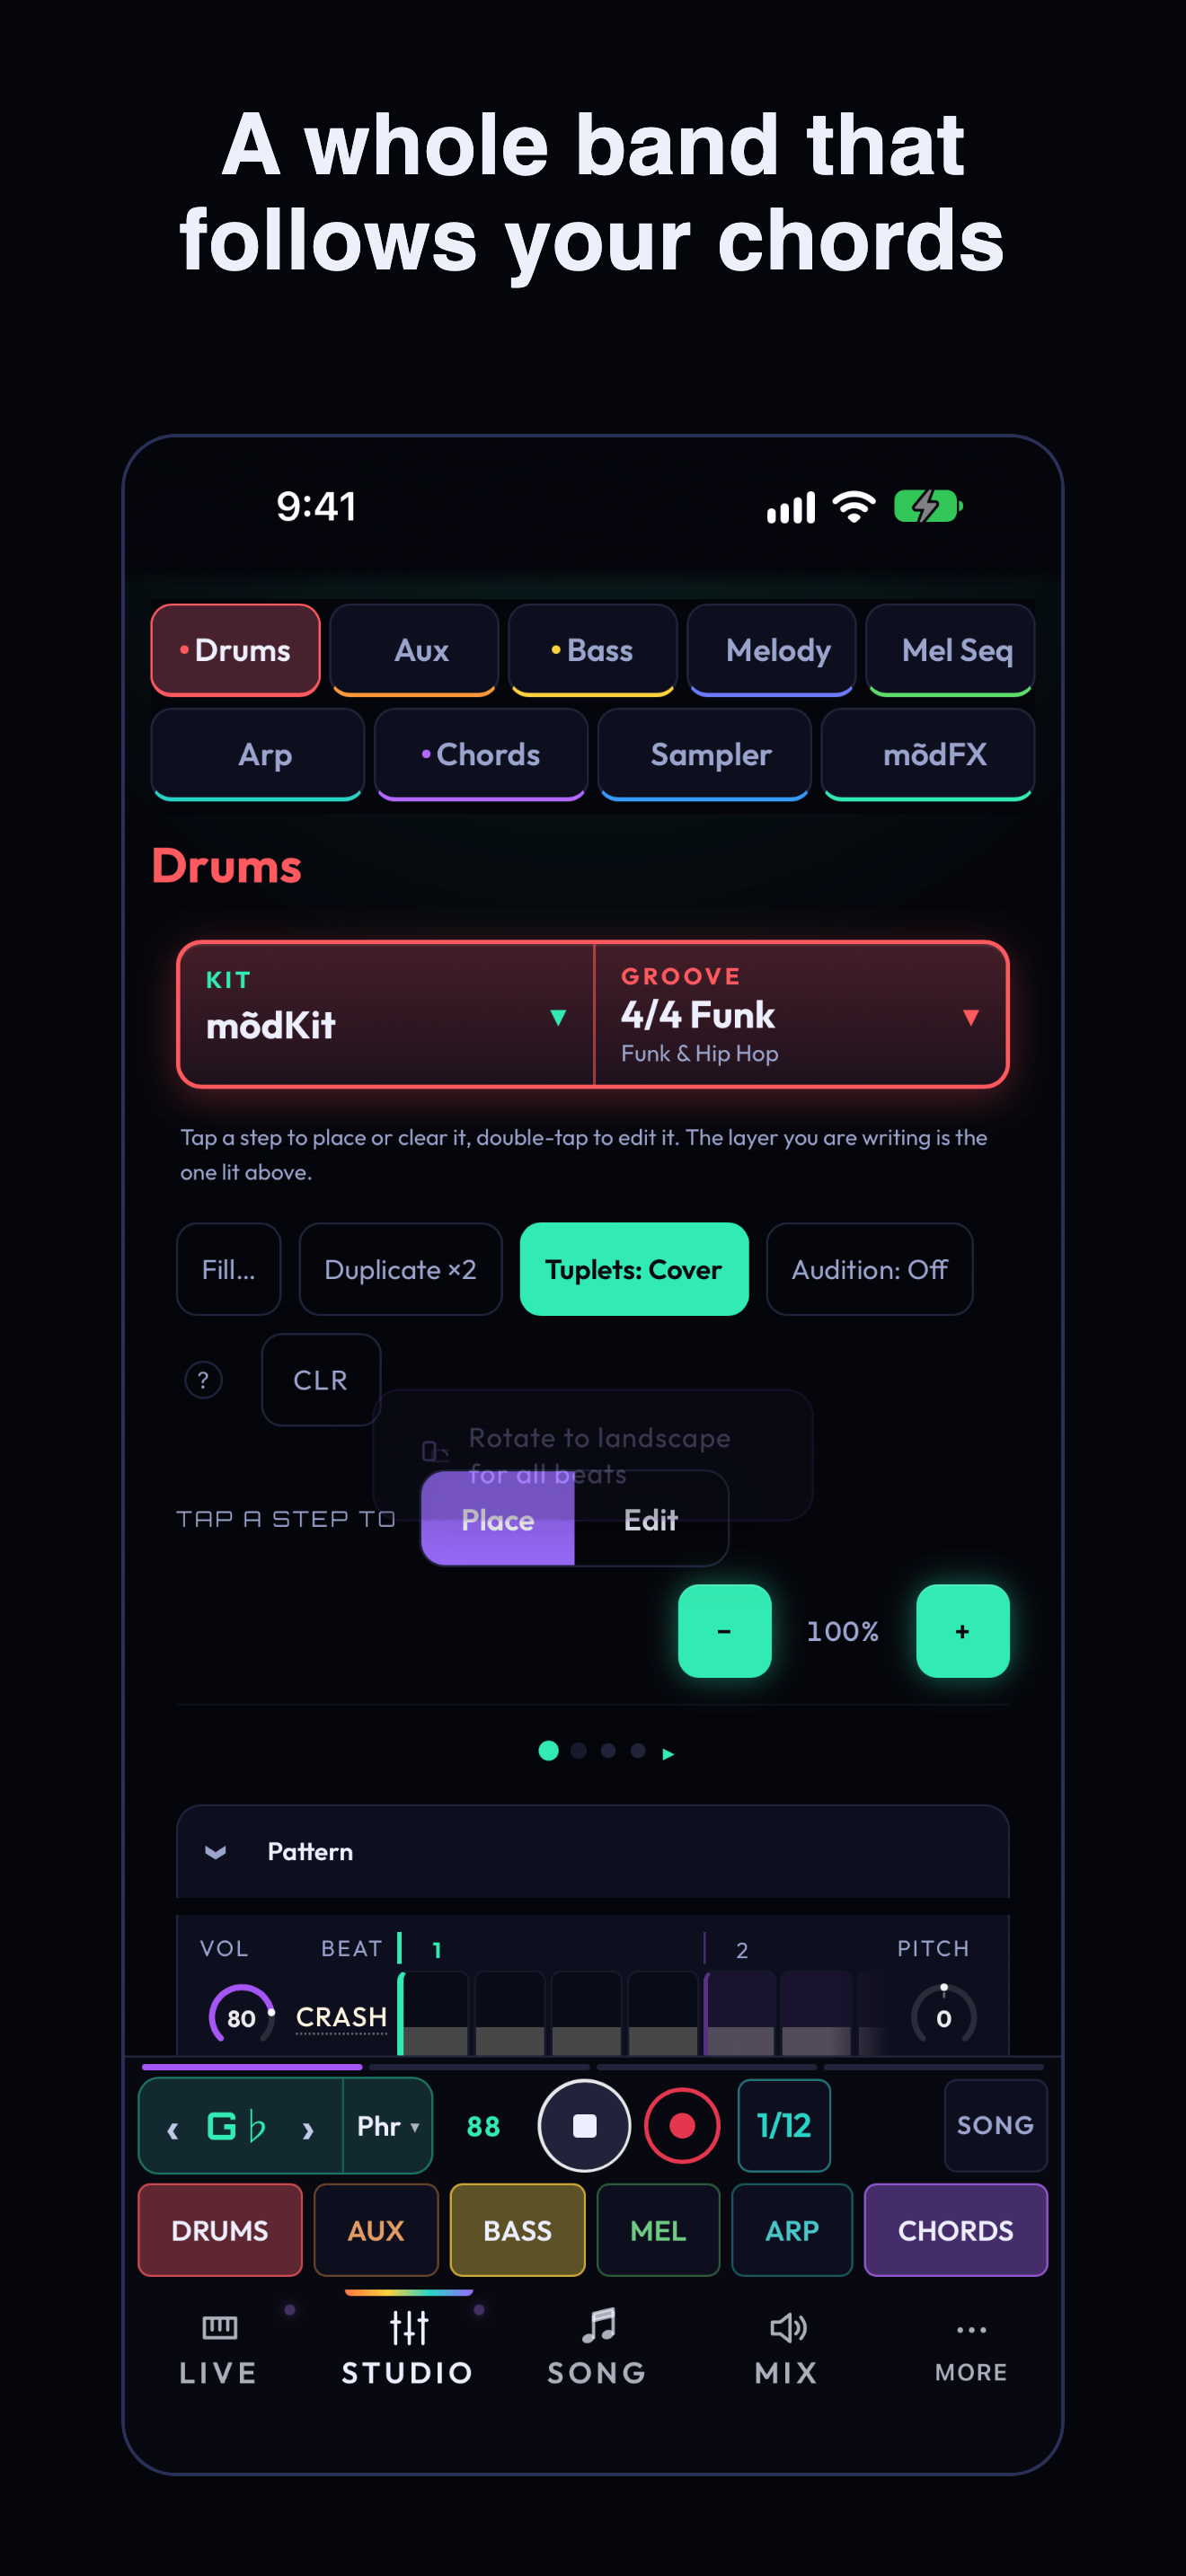 A whole band that
follows your chords
9:41
Drums
Aux
Bass
Melody
Mel Seq
Arp
Chords
Sampler
mõdFX
Drums
KIT
mõdKit
▼
GROOVE
4/4 Funk
Funk & Hip Hop
▼
Tap a step to place or clear it, double-tap to edit it. The layer you are writing is the
one lit above.
Fill...
Duplicate ×2
Tuplets: Cover
Audition: Off
?
CLR
Rotate to landscape
for all beats
TAP A STEP TO
Place
Edit
−
100%
+
Pattern
VOL
BEAT
1
2
PITCH
80
CRASH
0
‹ G♭ ›
Phr ▾
88
1/12
SONG
DRUMS
AUX
BASS
MEL
ARP
CHORDS
LIVE
STUDIO
SONG
MIX
MORE